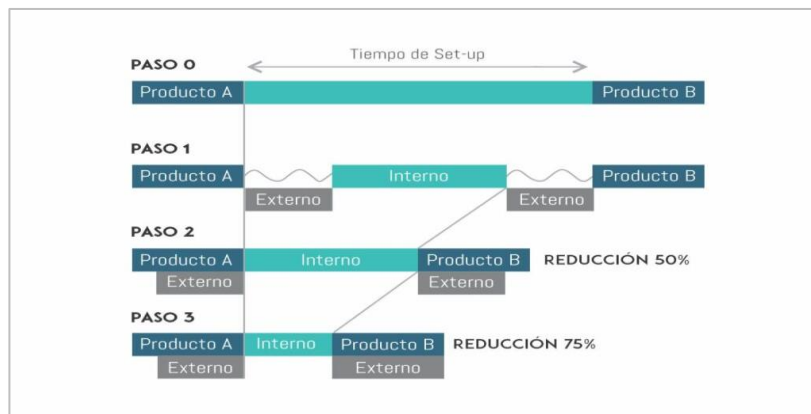 Tiempo de Set-up
PASO 0
Producto A
Producto B
PASO 1
Producto A
Interno
Producto B
Externo
Externo
PASO 2
Producto A
Interno
Producto B
REDUCCIÓN 50%
Externo
Externo
PASO 3
Producto A
Interno
Producto B
REDUCCIÓN 75%
Externo
Externo